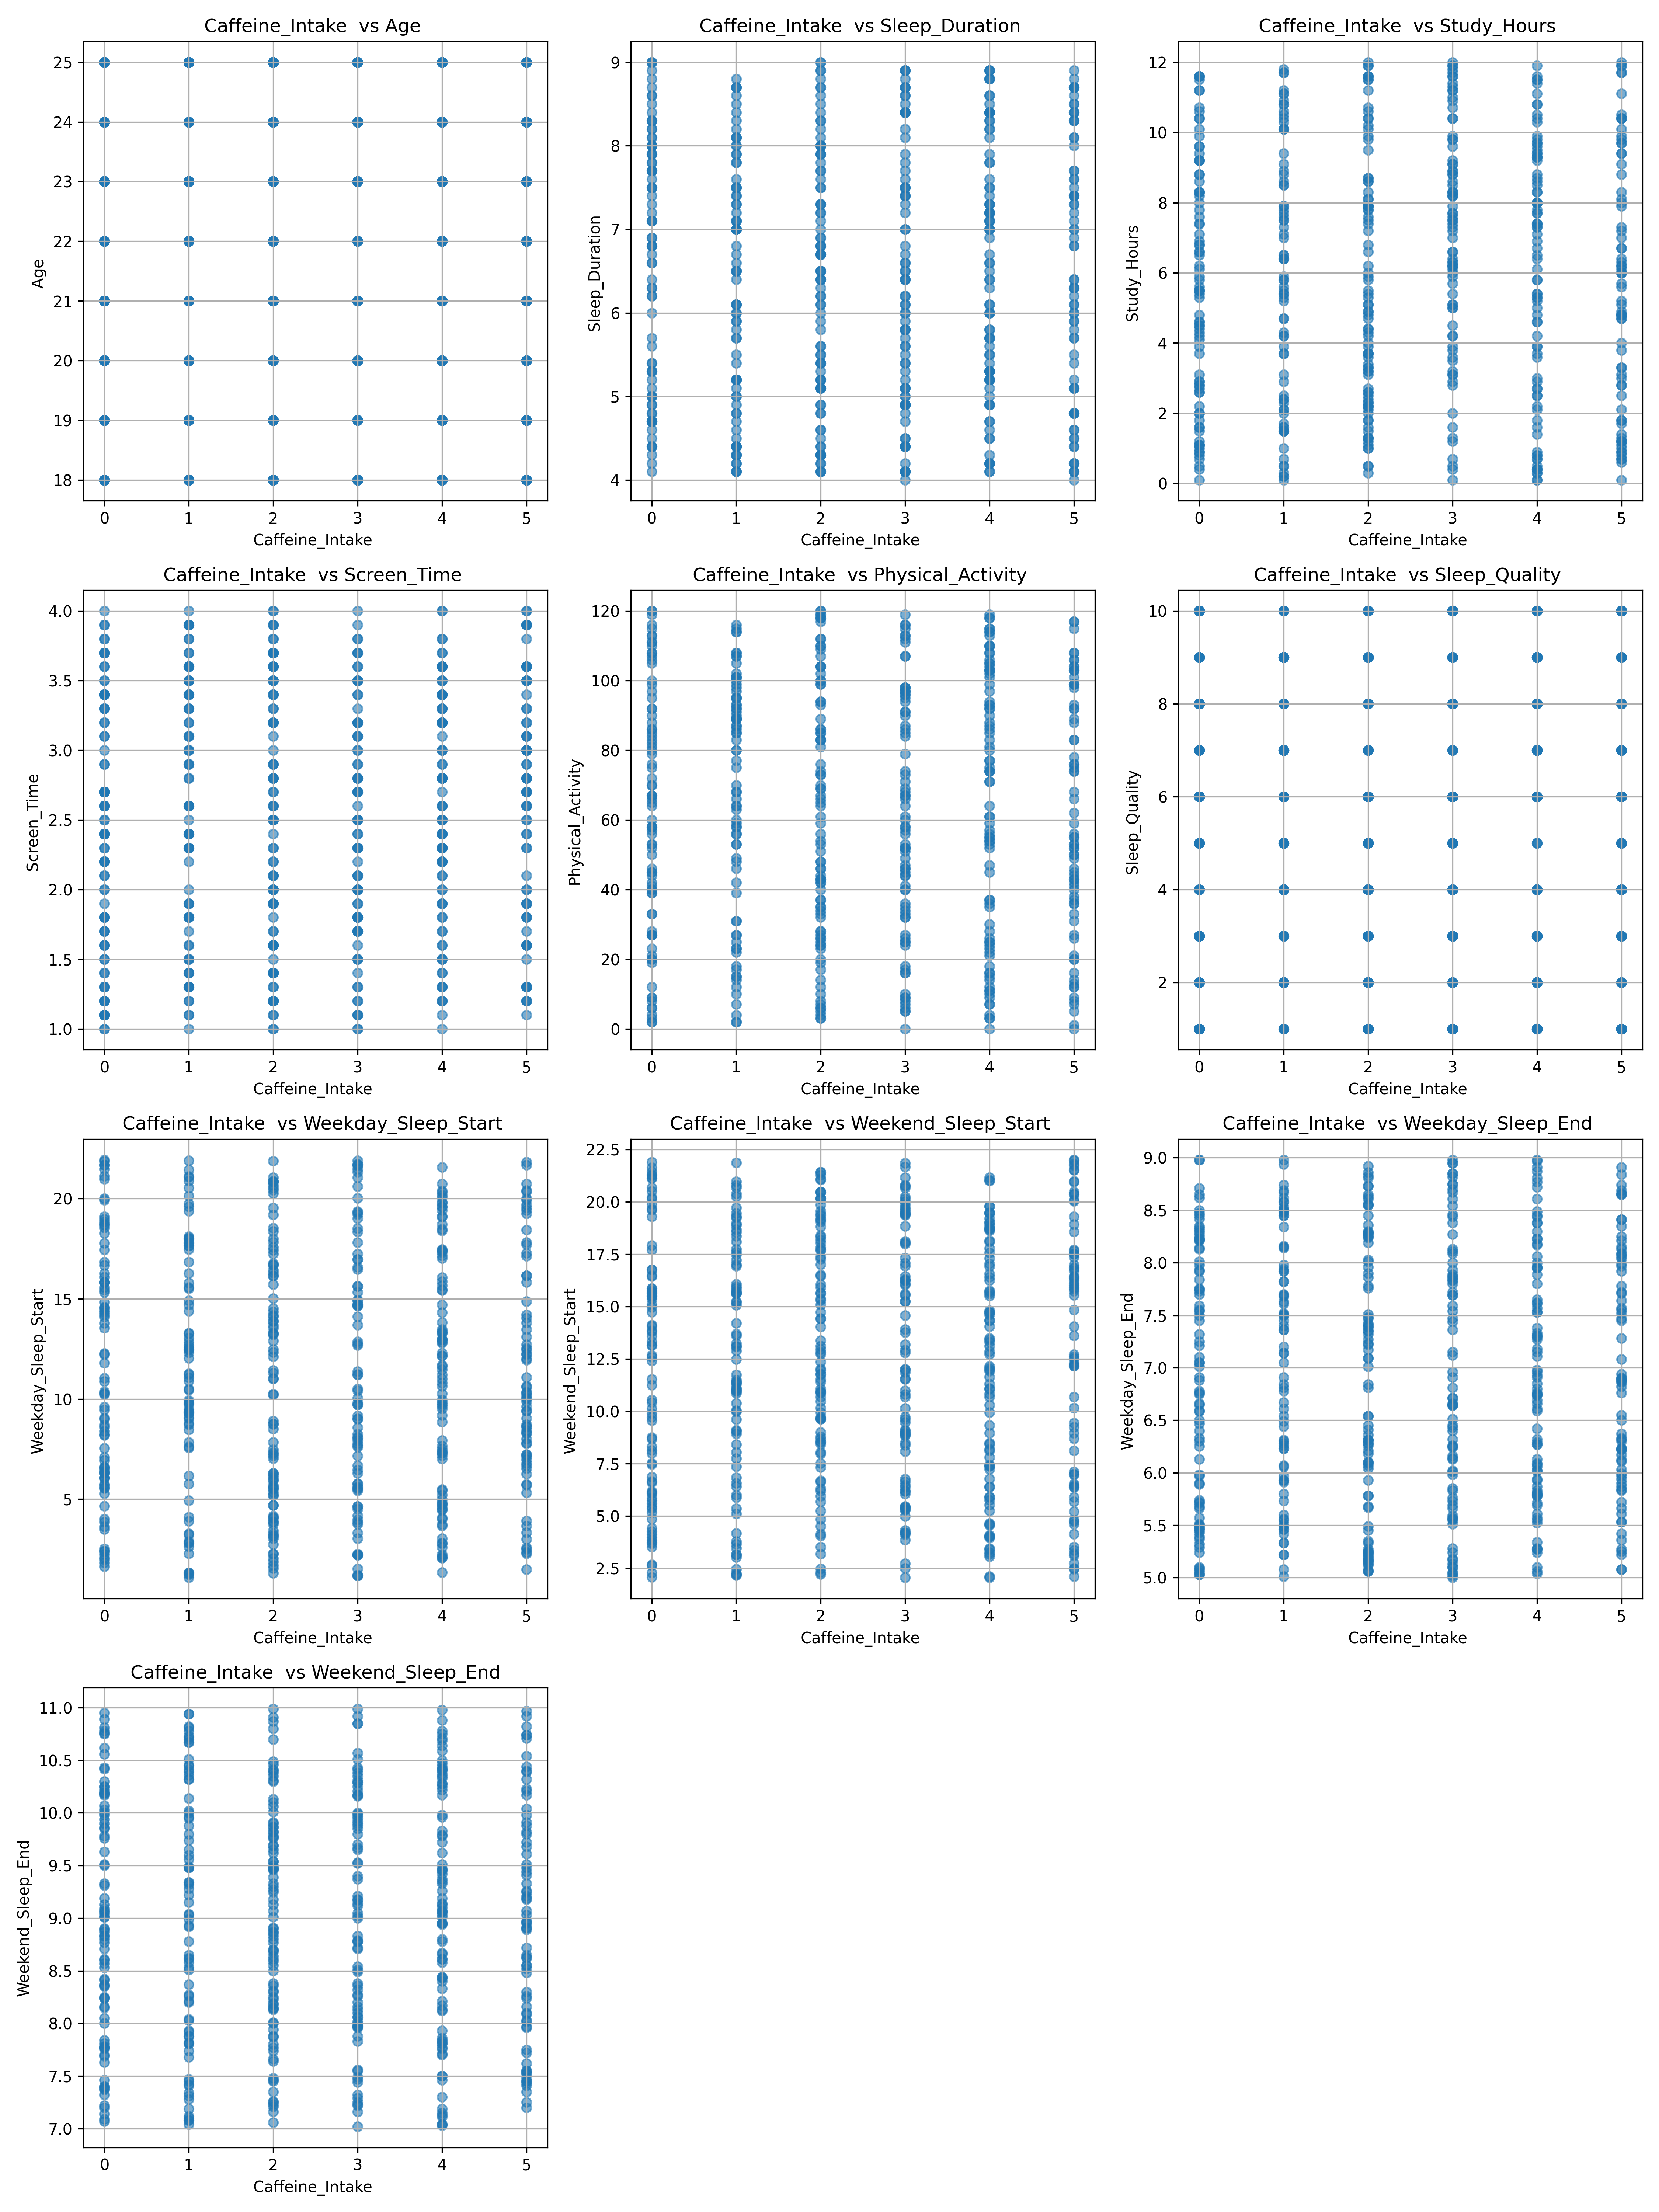 Caffeine_Intake  vs Age
25
24
23
22
21
20
19
18
Age
0 1 2 3 4 5
Caffeine_Intake
Caffeine_Intake  vs Sleep_Duration
9
8
7
6
5
4
Sleep_Duration
0 1 2 3 4 5
Caffeine_Intake
Caffeine_Intake  vs Study_Hours
12
10
8
6
4
2
0
Study_Hours
0 1 2 3 4 5
Caffeine_Intake
Caffeine_Intake  vs Screen_Time
4.0
3.5
3.0
2.5
2.0
1.5
1.0
Screen_Time
0 1 2 3 4 5
Caffeine_Intake
Caffeine_Intake  vs Physical_Activity
120
100
80
60
40
20
0
Physical_Activity
0 1 2 3 4 5
Caffeine_Intake
Caffeine_Intake  vs Sleep_Quality
10
8
6
4
2
Sleep_Quality
0 1 2 3 4 5
Caffeine_Intake
Caffeine_Intake  vs Weekday_Sleep_Start
20
15
10
5
Weekday_Sleep_Start
0 1 2 3 4 5
Caffeine_Intake
Caffeine_Intake  vs Weekend_Sleep_Start
22.5
20.0
17.5
15.0
12.5
10.0
7.5
5.0
2.5
Weekend_Sleep_Start
0 1 2 3 4 5
Caffeine_Intake
Caffeine_Intake  vs Weekday_Sleep_End
9.0
8.5
8.0
7.5
7.0
6.5
6.0
5.5
5.0
Weekday_Sleep_End
0 1 2 3 4 5
Caffeine_Intake
Caffeine_Intake  vs Weekend_Sleep_End
11.0
10.5
10.0
9.5
9.0
8.5
8.0
7.5
7.0
Weekend_Sleep_End
0 1 2 3 4 5
Caffeine_Intake